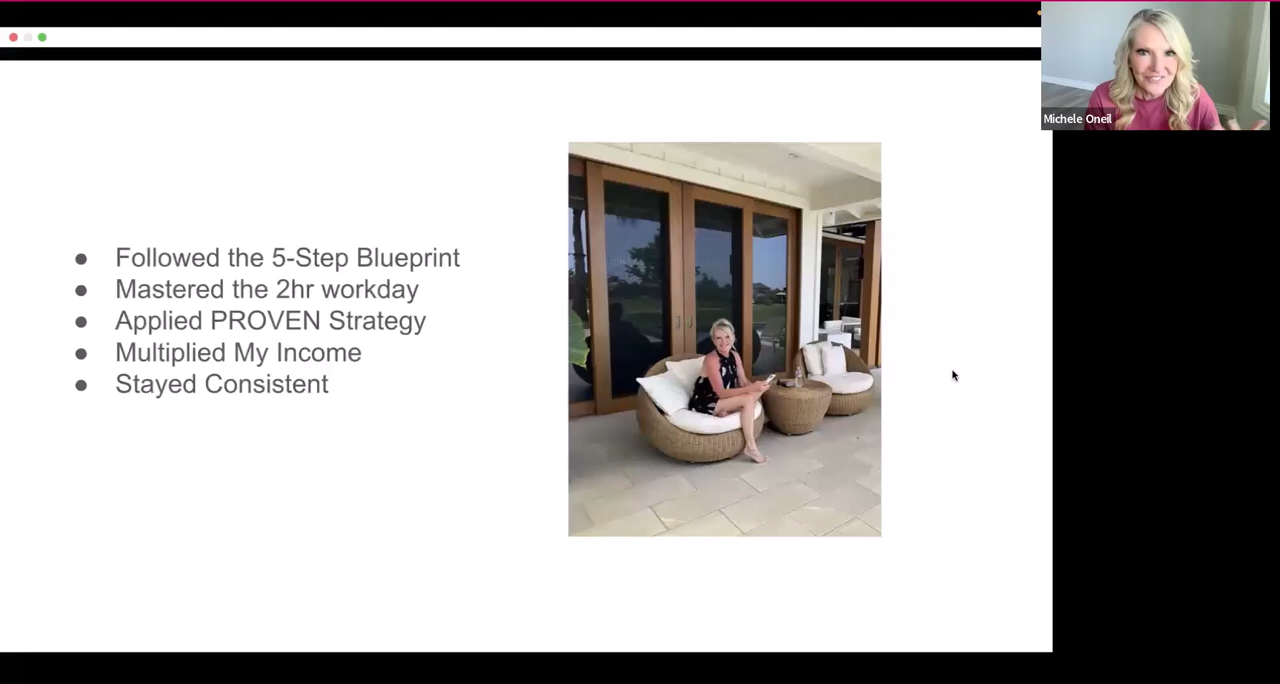 Michele Oneil
● Followed the 5-Step Blueprint
● Mastered the 2hr workday
● Applied PROVEN Strategy
● Multiplied My Income
● Stayed Consistent